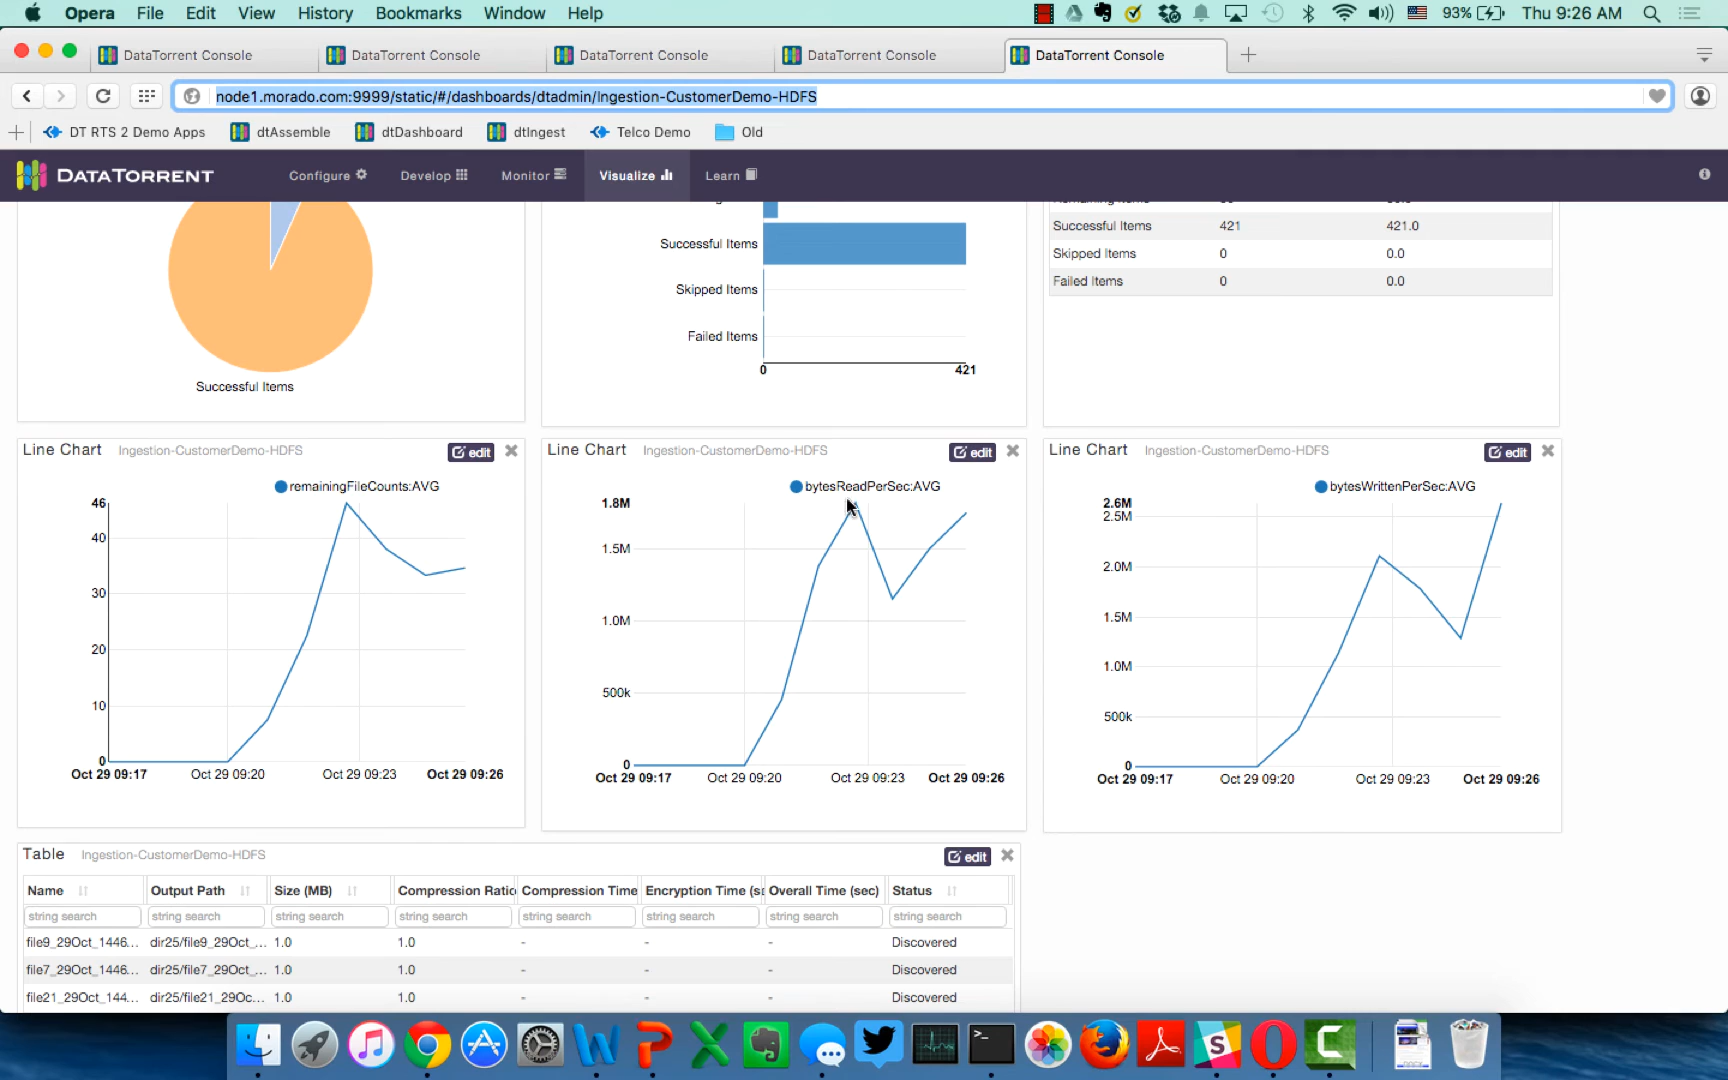 Opera File Edit View History Bookmarks Window Help 93% Thu 9:26 AM
DataTorrent Console DataTorrent Console DataTorrent Console DataTorrent Console DataTorrent Console
node1.morado.com:9999/static/#/dashboards/dtadmin/Ingestion-CustomerDemo-HDFS
DT RTS 2 Demo Apps dtAssemble dtDashboard dtIngest Telco Demo Old
DATATORRENT Configure Develop Monitor Visualize Learn
Successful Items
Successful Items
Skipped Items
Failed Items
0 421
Successful Items 421 421.0
Skipped Items 0 0.0
Failed Items 0 0.0
Line Chart Ingestion-CustomerDemo-HDFS edit
remainingFileCounts:AVG
46
40
30
20
10
0
Oct 29 09:17 Oct 29 09:20 Oct 29 09:23 Oct 29 09:26
Line Chart Ingestion-CustomerDemo-HDFS edit
bytesReadPerSec:AVG
1.8M
1.5M
1.0M
500k
0
Oct 29 09:17 Oct 29 09:20 Oct 29 09:23 Oct 29 09:26
Line Chart Ingestion-CustomerDemo-HDFS edit
bytesWrittenPerSec:AVG
2.6M
2.5M
2.0M
1.5M
1.0M
500k
0
Oct 29 09:17 Oct 29 09:20 Oct 29 09:23 Oct 29 09:26
Table Ingestion-CustomerDemo-HDFS edit
Name Output Path Size (MB) Compression Ratio Compression Time Encryption Time (se Overall Time (sec) Status
string search string search string search string search string search string search string search string search
file9_29Oct_1446... dir25/file9_29Oct_... 1.0 1.0 - - - Discovered
file7_29Oct_1446... dir25/file7_29Oct_... 1.0 1.0 - - - Discovered
file21_29Oct_144... dir25/file21_29Oc... 1.0 1.0 - - - Discovered